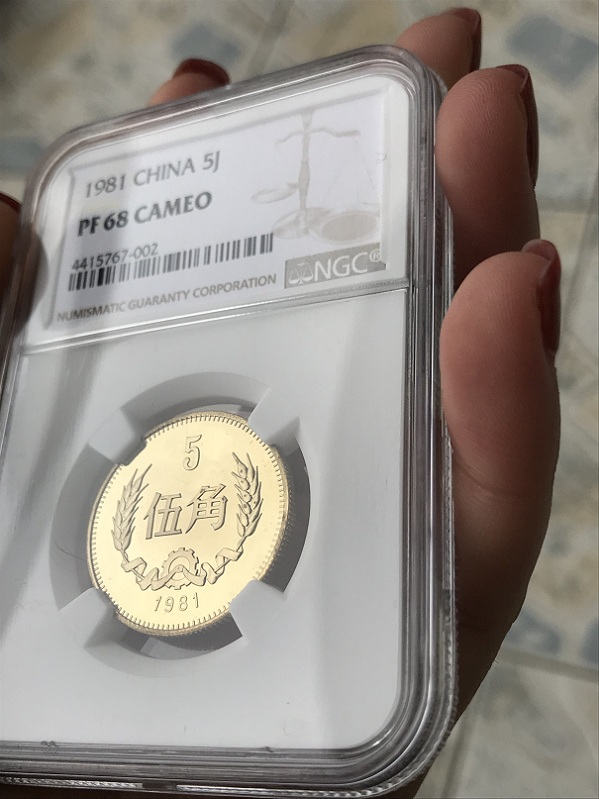 1981 CHINA 5J
PF 68 CAMEO
4415767-002
NGC®
NUMISMATIC GUARANTY CORPORATION
5
伍角
1981